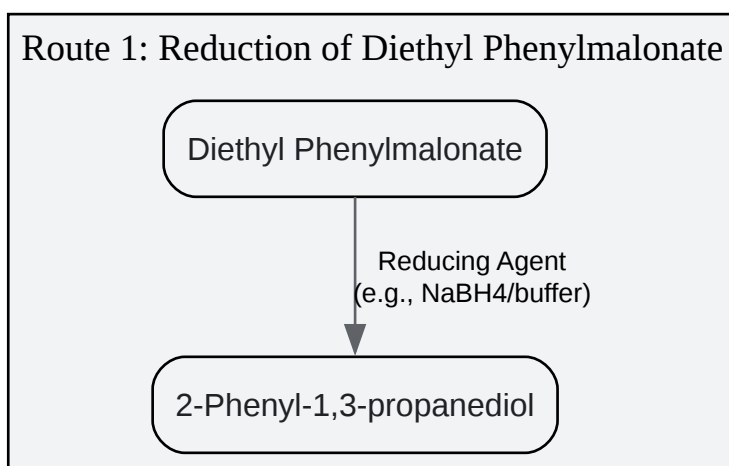 Route 1: Reduction of Diethyl Phenylmalonate
Diethyl Phenylmalonate
Reducing Agent
(e.g., NaBH4/buffer)
2-Phenyl-1,3-propanediol